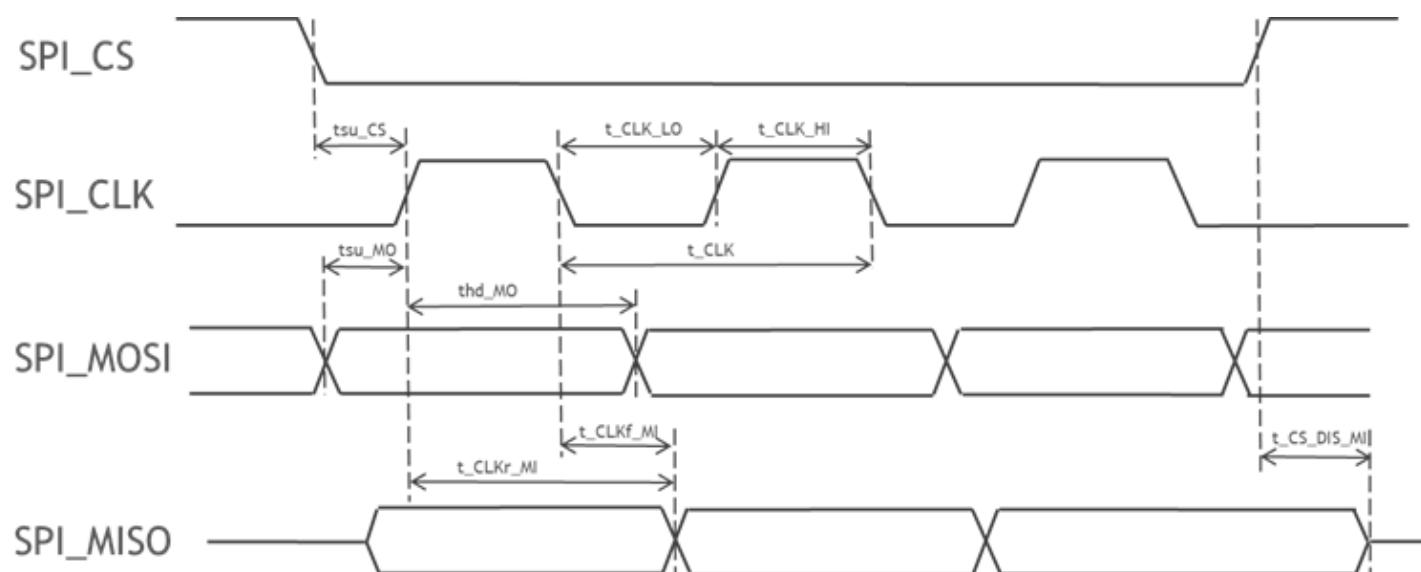 SPI_CS
tsu_CS
t_CLK_LO
t_CLK_HI
SPI_CLK
tsu_MO
t_CLK
thd_MO
SPI_MOSI
t_CLKf_MI
t_CS_DIS_MI
t_CLKr_MI
SPI_MISO